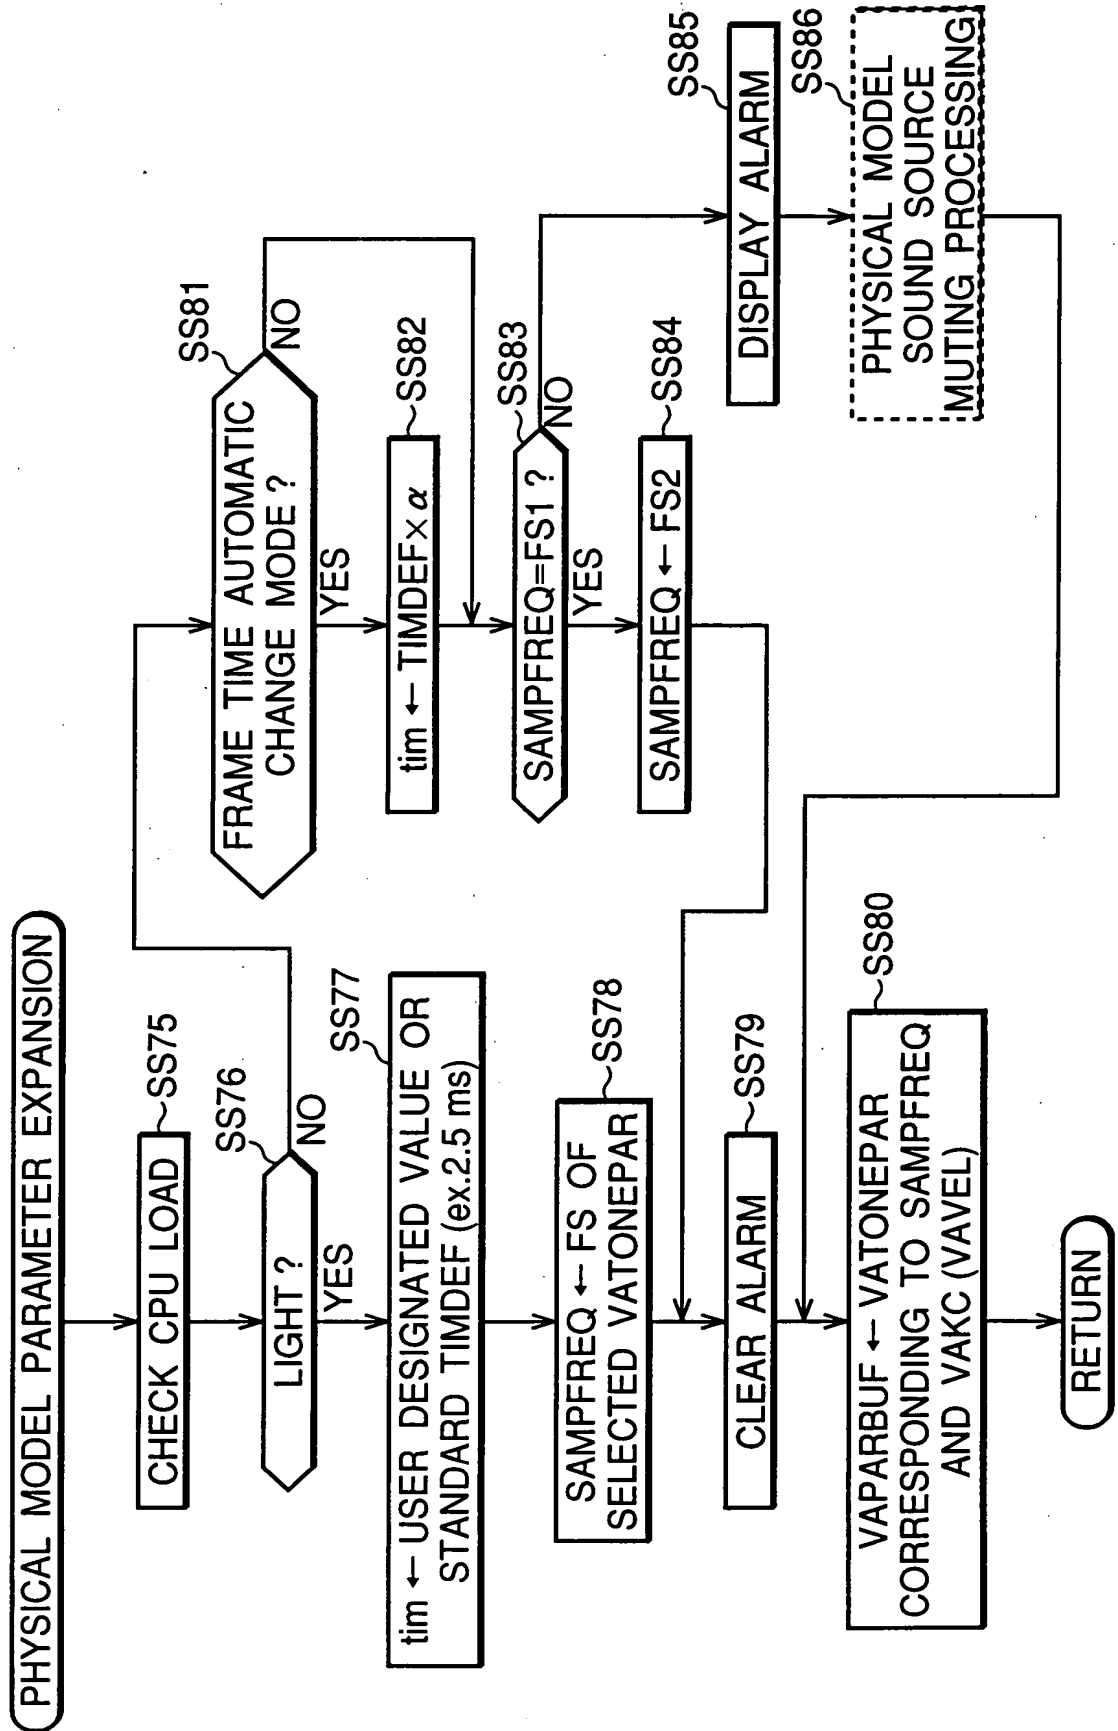 PHYSICAL MODEL PARAMETER EXPANSION
CHECK CPU LOAD
SS75
LIGHT ?
SS76
NO
YES
tim ← USER DESIGNATED VALUE OR
STANDARD TIMDEF (ex.2.5 ms)
SS77
SAMPFREQ ← FS OF
SELECTED VATONEPAR
SS78
CLEAR ALARM
SS79
VAPARBUF ← VATONEPAR
CORRESPONDING TO SAMPFREQ
AND VAKC (VAVEL)
SS80
RETURN
FRAME TIME AUTOMATIC
CHANGE MODE ?
SS81
NO
YES
tim ← TIMDEF×α
SS82
SAMPFREQ=FS1 ?
SS83
NO
YES
SAMPFREQ ← FS2
SS84
DISPLAY ALARM
SS85
PHYSICAL MODEL
SOUND SOURCE
MUTING PROCESSING
SS86